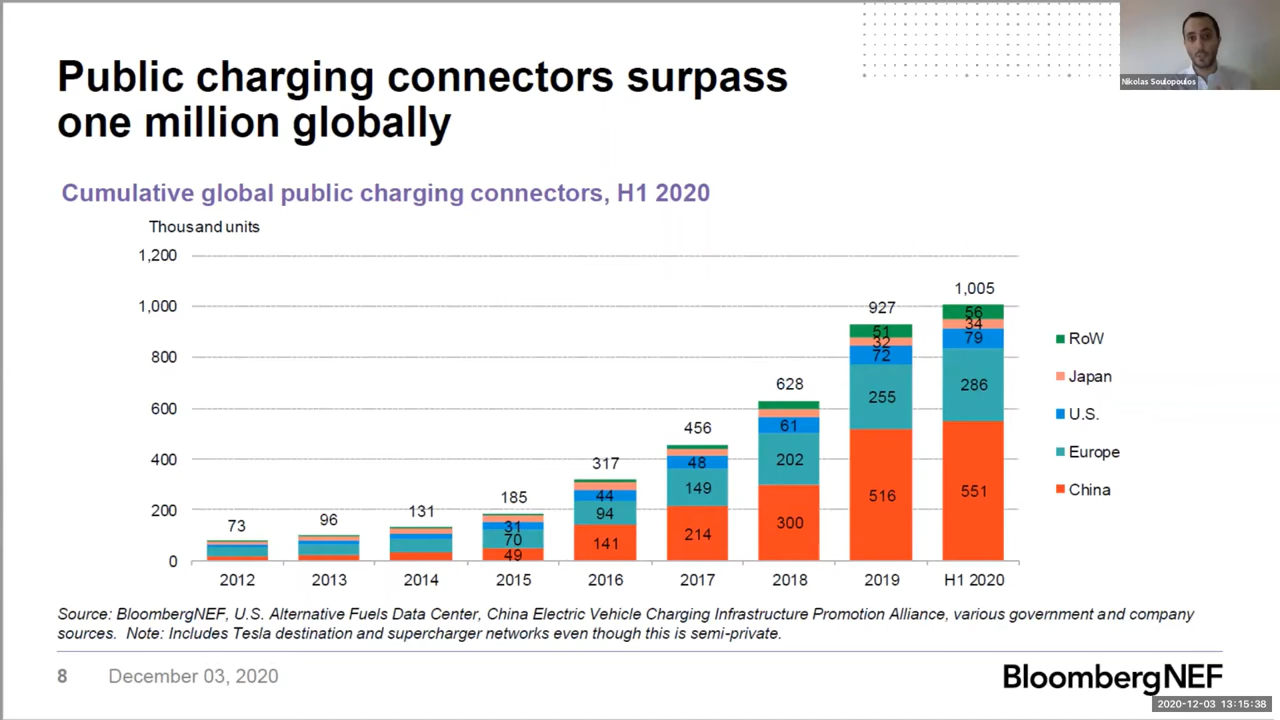 Public charging connectors surpass
one million globally
Nikolas Soulopoulos
Cumulative global public charging connectors, H1 2020
Thousand units
1,200
1,000
800
600
400
200
0
73
96
131
185
31
70
49
317
44
94
141
456
48
149
214
628
61
202
300
927
51
32
72
255
516
1,005
56
34
79
286
551
2012 2013 2014 2015 2016 2017 2018 2019 H1 2020
RoW
Japan
U.S.
Europe
China
Source: BloombergNEF, U.S. Alternative Fuels Data Center, China Electric Vehicle Charging Infrastructure Promotion Alliance, various government and company
sources. Note: Includes Tesla destination and supercharger networks even though this is semi-private.
8 December 03, 2020
BloombergNEF
2020-12-03 13:15:38